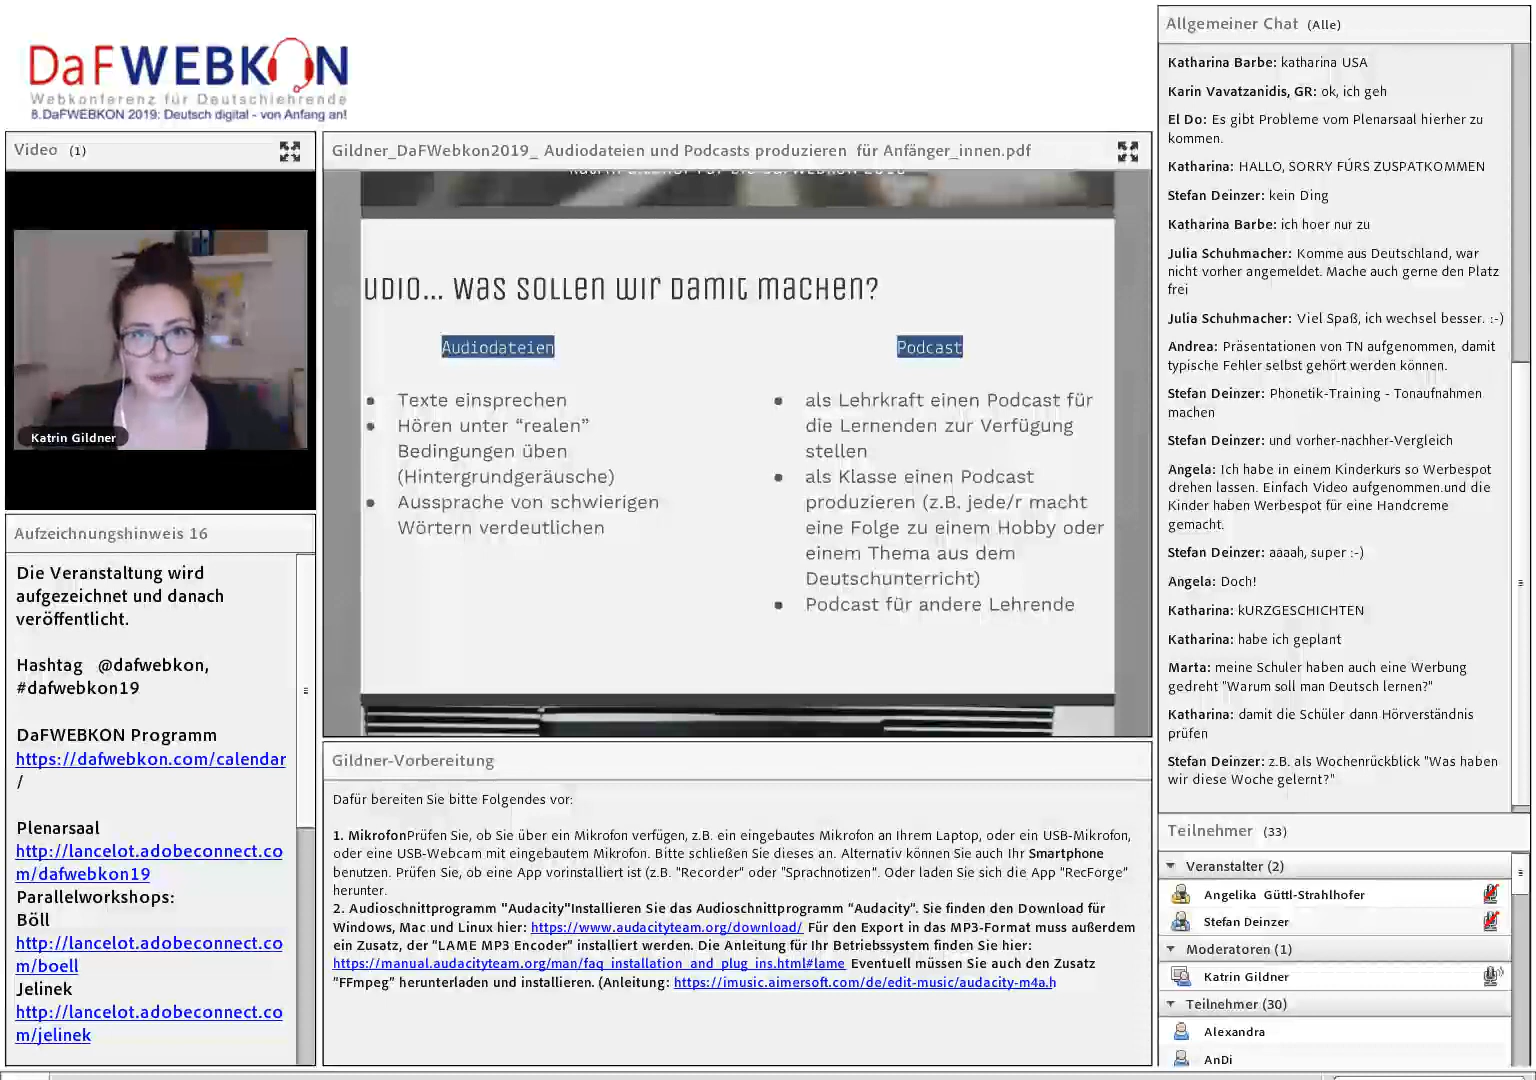 DaFWEBKON
Webkonferenz für Deutschlehrende
8.DaFWEBKON 2019: Deutsch digital - von Anfang an!
Video (1)
Katrin Gildner
Aufzeichnungshinweis 16
Die Veranstaltung wird
aufgezeichnet und danach
veröffentlicht.
Hashtag @dafwebkon,
#dafwebkon19
DaFWEBKON Programm
https://dafwebkon.com/calendar
/
Plenarsaal
http://lancelot.adobeconnect.co
m/dafwebkon19
Parallelworkshops:
Böll
http://lancelot.adobeconnect.co
m/boell
Jelinek
http://lancelot.adobeconnect.co
m/jelinek
Gildner_DaFWebkon2019_ Audiodateien und Podcasts produzieren für Anfänger_innen.pdf
udio... was sollen wir damit machen?
Audiodateien
Texte einsprechen
Hören unter “realen”
Bedingungen üben
(Hintergrundgeräusche)
Aussprache von schwierigen
Wörtern verdeutlichen
Podcast
als Lehrkraft einen Podcast für
die Lernenden zur Verfügung
stellen
als Klasse einen Podcast
produzieren (z.B. jede/r macht
eine Folge zu einem Hobby oder
einem Thema aus dem
Deutschunterricht)
Podcast für andere Lehrende
Gildner-Vorbereitung
Dafür bereiten Sie bitte Folgendes vor:
1. MikrofonPrüfen Sie, ob Sie über ein Mikrofon verfügen, z.B. ein eingebautes Mikrofon an Ihrem Laptop, oder ein USB-Mikrofon,
oder eine USB-Webcam mit eingebautem Mikrofon. Bitte schließen Sie dieses an. Alternativ können Sie auch Ihr Smartphone
benutzen. Prüfen Sie, ob eine App vorinstalliert ist (z.B. "Recorder" oder "Sprachnotizen". Oder laden Sie sich die App "RecForge"
herunter.
2. Audioschnittprogramm "Audacity"Installieren Sie das Audioschnittprogramm “Audacity”. Sie finden den Download für
Windows, Mac und Linux hier: https://www.audacityteam.org/download/ Für den Export in das MP3-Format muss außerdem
ein Zusatz, der “LAME MP3 Encoder” installiert werden. Die Anleitung für Ihr Betriebssystem finden Sie hier:
https://manual.audacityteam.org/man/faq_installation_and_plug_ins.html#lame Eventuell müssen Sie auch den Zusatz
“FFmpeg” herunterladen und installieren. (Anleitung: https://imusic.aimersoft.com/de/edit-music/audacity-m4a.h
Allgemeiner Chat (Alle)
Katharina Barbe: katharina USA
Karin Vavatzanidis, GR: ok, ich geh
El Do: Es gibt Probleme vom Plenarsaal hierher zu
kommen.
Katharina: HALLO, SORRY FÚRS ZUSPATKOMMEN
Stefan Deinzer: kein Ding
Katharina Barbe: ich hoer nur zu
Julia Schuhmacher: Komme aus Deutschland, war
nicht vorher angemeldet. Mache auch gerne den Platz
frei
Julia Schuhmacher: Viel Spaß, ich wechsel besser. :-)
Andrea: Präsentationen von TN aufgenommen, damit
typische Fehler selbst gehört werden können.
Stefan Deinzer: Phonetik-Training - Tonaufnahmen
machen
Stefan Deinzer: und vorher-nachher-Vergleich
Angela: Ich habe in einem Kinderkurs so Werbespot
drehen lassen. Einfach Video aufgenommen.und die
Kinder haben Werbespot für eine Handcreme
gemacht.
Stefan Deinzer: aaaah, super :-)
Angela: Doch!
Katharina: kURZGESCHICHTEN
Katharina: habe ich geplant
Marta: meine Schuler haben auch eine Werbung
gedreht "Warum soll man Deutsch lernen?"
Katharina: damit die Schüler dann Hörverständnis
prüfen
Stefan Deinzer: z.B. als Wochenrückblick "Was haben
wir diese Woche gelernt?"
Teilnehmer (33)
Veranstalter (2)
Angelika Güttl-Strahlhofer
Stefan Deinzer
Moderatoren (1)
Katrin Gildner
Teilnehmer (30)
Alexandra
AnDi